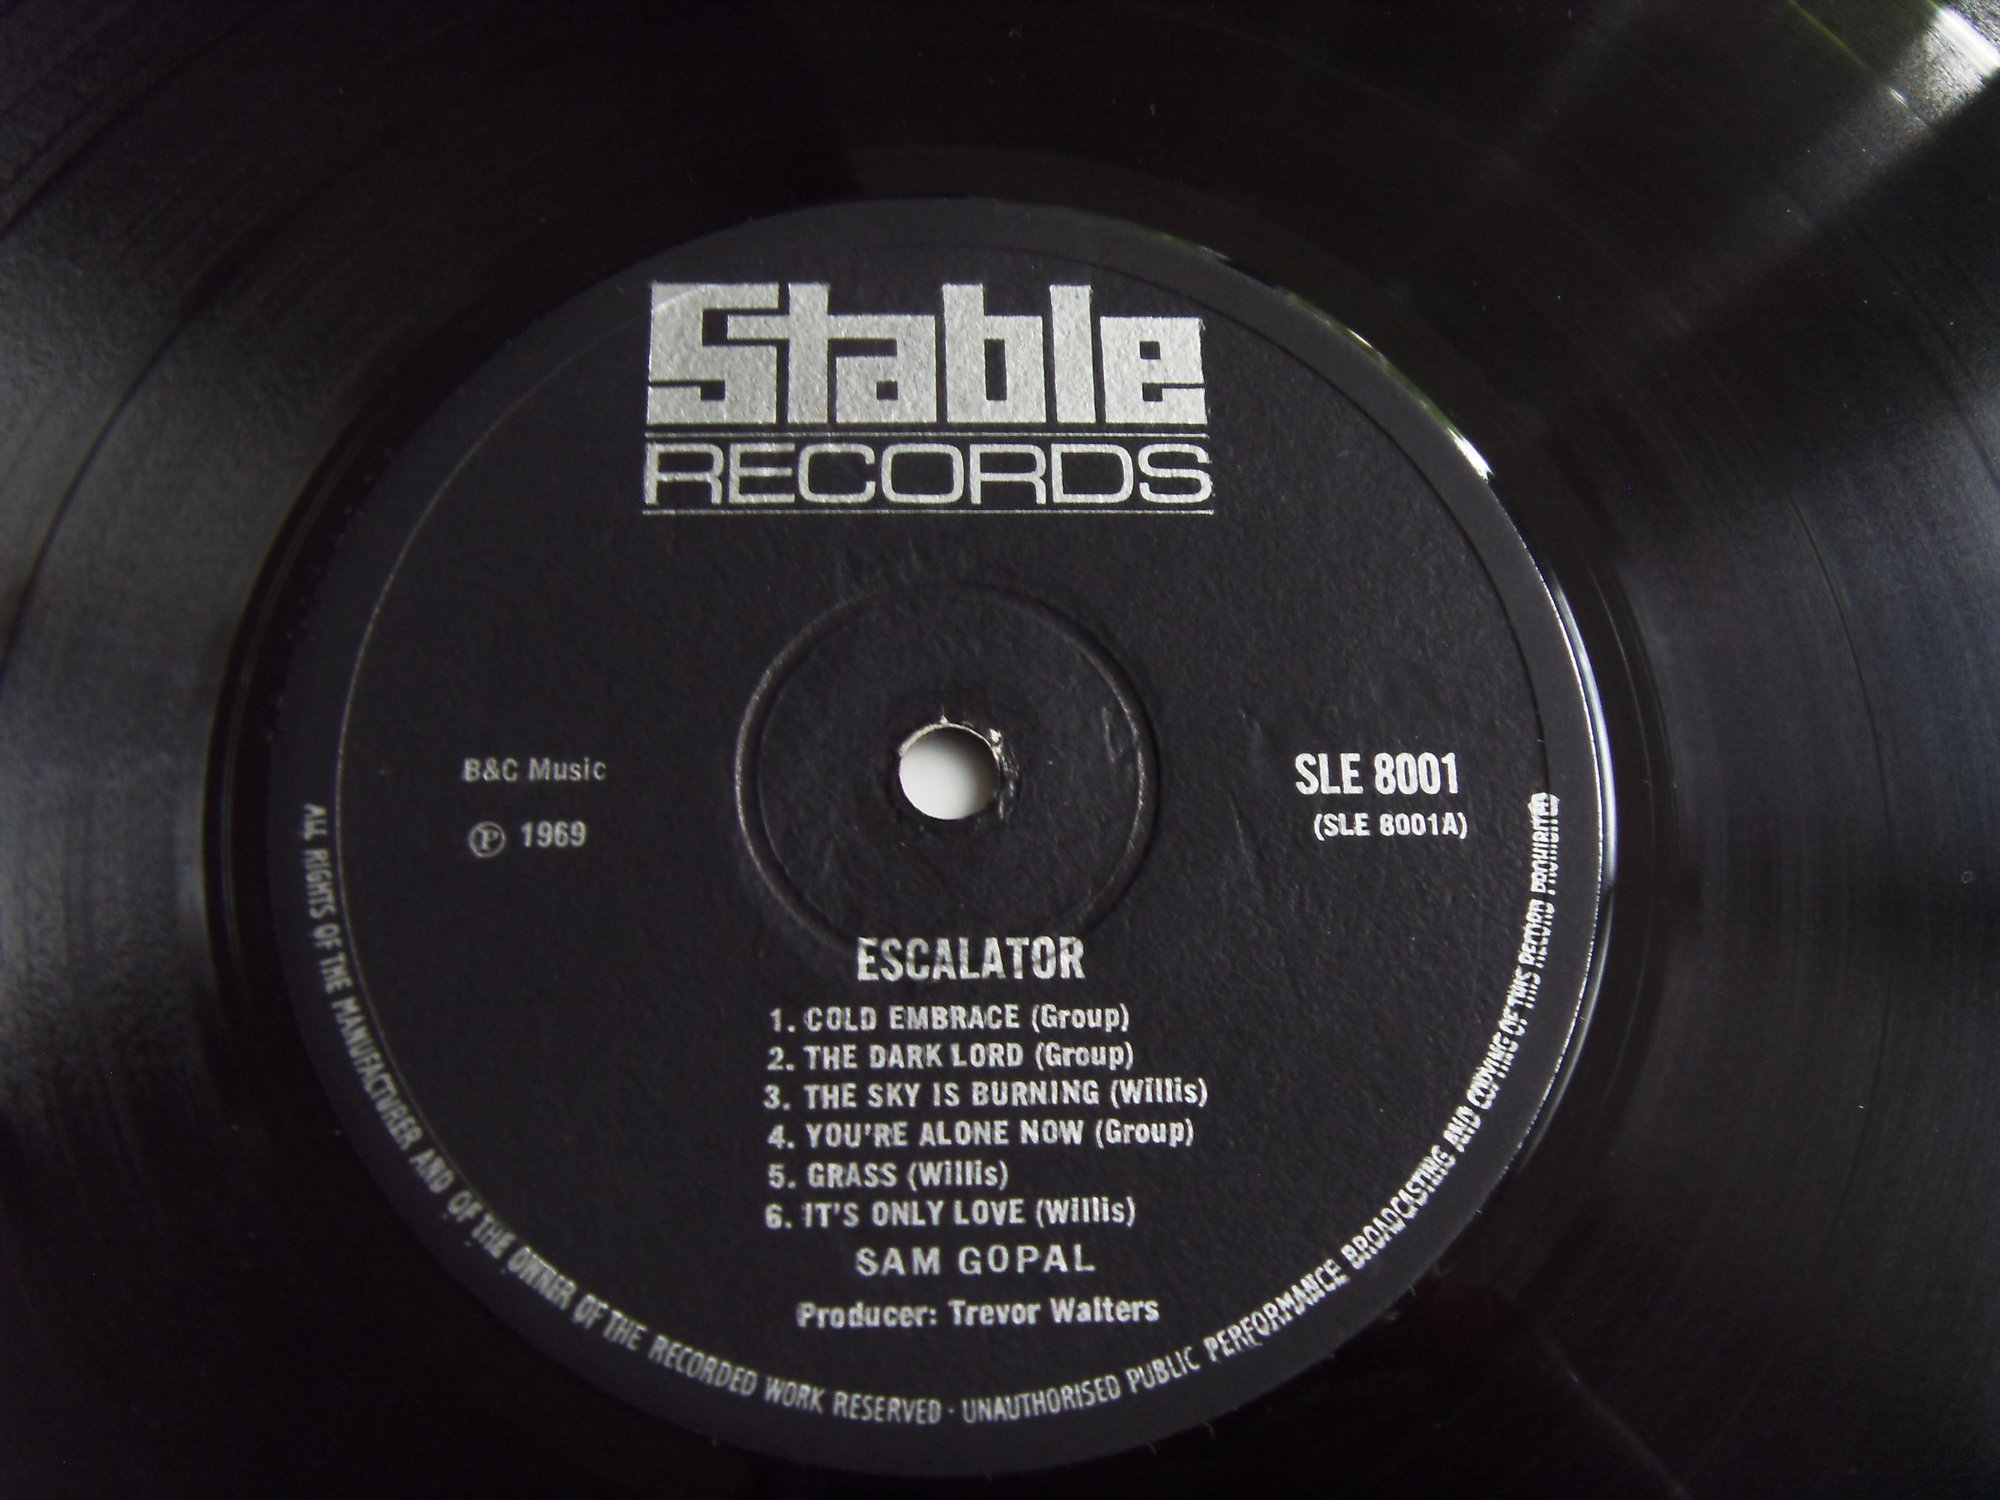 Stable
RECORDS
B&C Music
℗ 1969
SLE 8001
(SLE 8001A)
ESCALATOR
1. COLD EMBRACE (Group)
2. THE DARK LORD (Group)
3. THE SKY IS BURNING (Willis)
4. YOU'RE ALONE NOW (Group)
5. GRASS (Willis)
6. IT'S ONLY LOVE (Willis)
SAM GOPAL
Producer: Trevor Walters
ALL RIGHTS OF THE MANUFACTURER AND OF THE OWNER OF THE RECORDED WORK RESERVED · UNAUTHORISED PUBLIC PERFORMANCE BROADCASTING AND COPYING OF THIS RECORD PROHIBITED